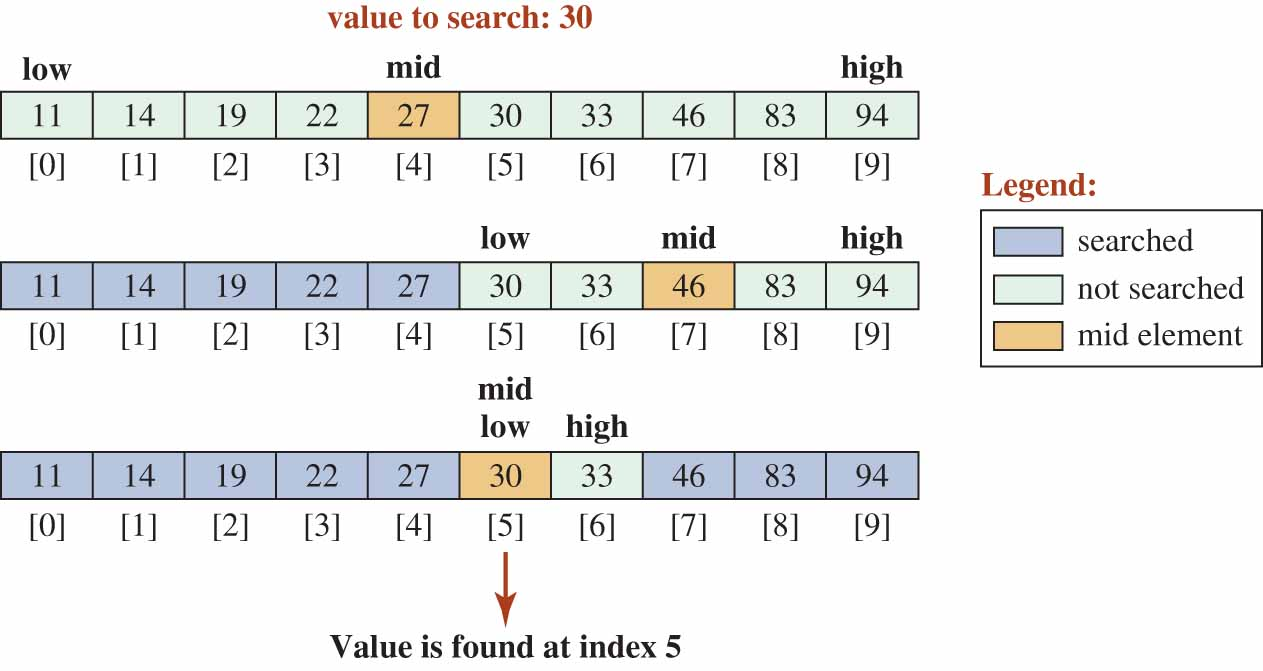 value to search: 30
low mid high
11 14 19 22 27 30 33 46 83 94
[0] [1] [2] [3] [4] [5] [6] [7] [8] [9]
low mid high
11 14 19 22 27 30 33 46 83 94
[0] [1] [2] [3] [4] [5] [6] [7] [8] [9]
mid
low high
11 14 19 22 27 30 33 46 83 94
[0] [1] [2] [3] [4] [5] [6] [7] [8] [9]
Value is found at index 5
Legend:
searched
not searched
mid element